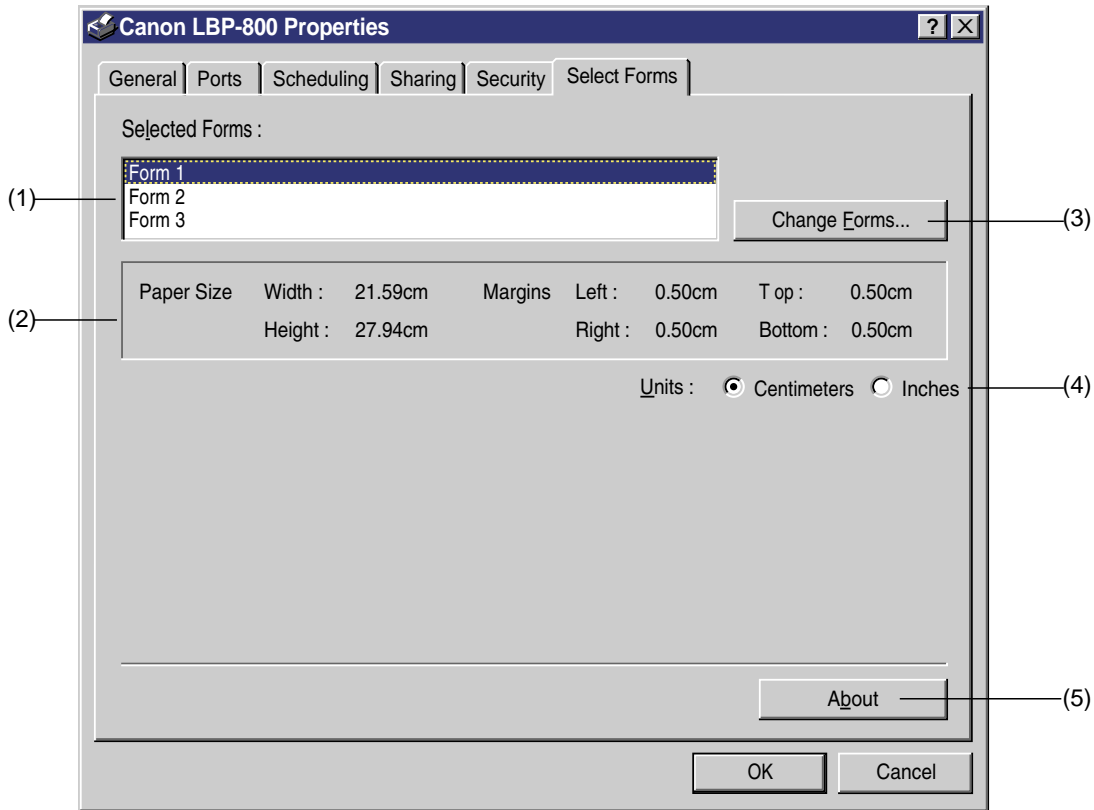 Canon LBP-800 Properties ?
General Ports Scheduling Sharing Security Select Forms
Selected Forms :
Form 1
(1) Form 2
Form 3
Change Forms... (3)
(2) Paper Size Width : 21.59cm Margins Left : 0.50cm T op : 0.50cm
Height : 27.94cm Right : 0.50cm Bottom : 0.50cm
Units : Centimeters Inches (4)
About (5)
OK Cancel